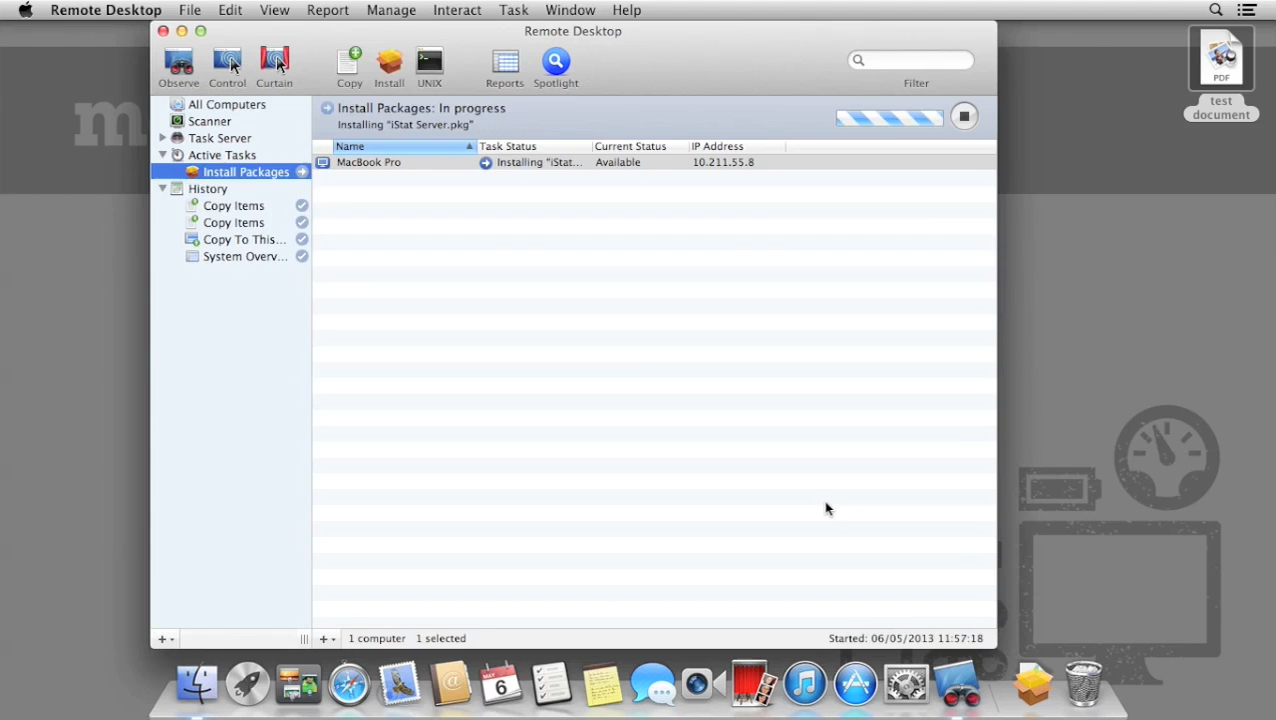 Remote Desktop File Edit View Report Manage Interact Task Window Help
Remote Desktop
Observe Control Curtain Copy Install UNIX Reports Spotlight Filter
PDF
test
document
m
All Computers
Scanner
Task Server
Active Tasks
Install Packages
History
Copy Items
Copy Items
Copy To This...
System Overv...
Install Packages: In progress
Installing "iStat Server.pkg"
Name Task Status Current Status IP Address
MacBook Pro Installing "iStat... Available 10.211.55.8
1 computer 1 selected Started: 06/05/2013 11:57:18
MAY
6